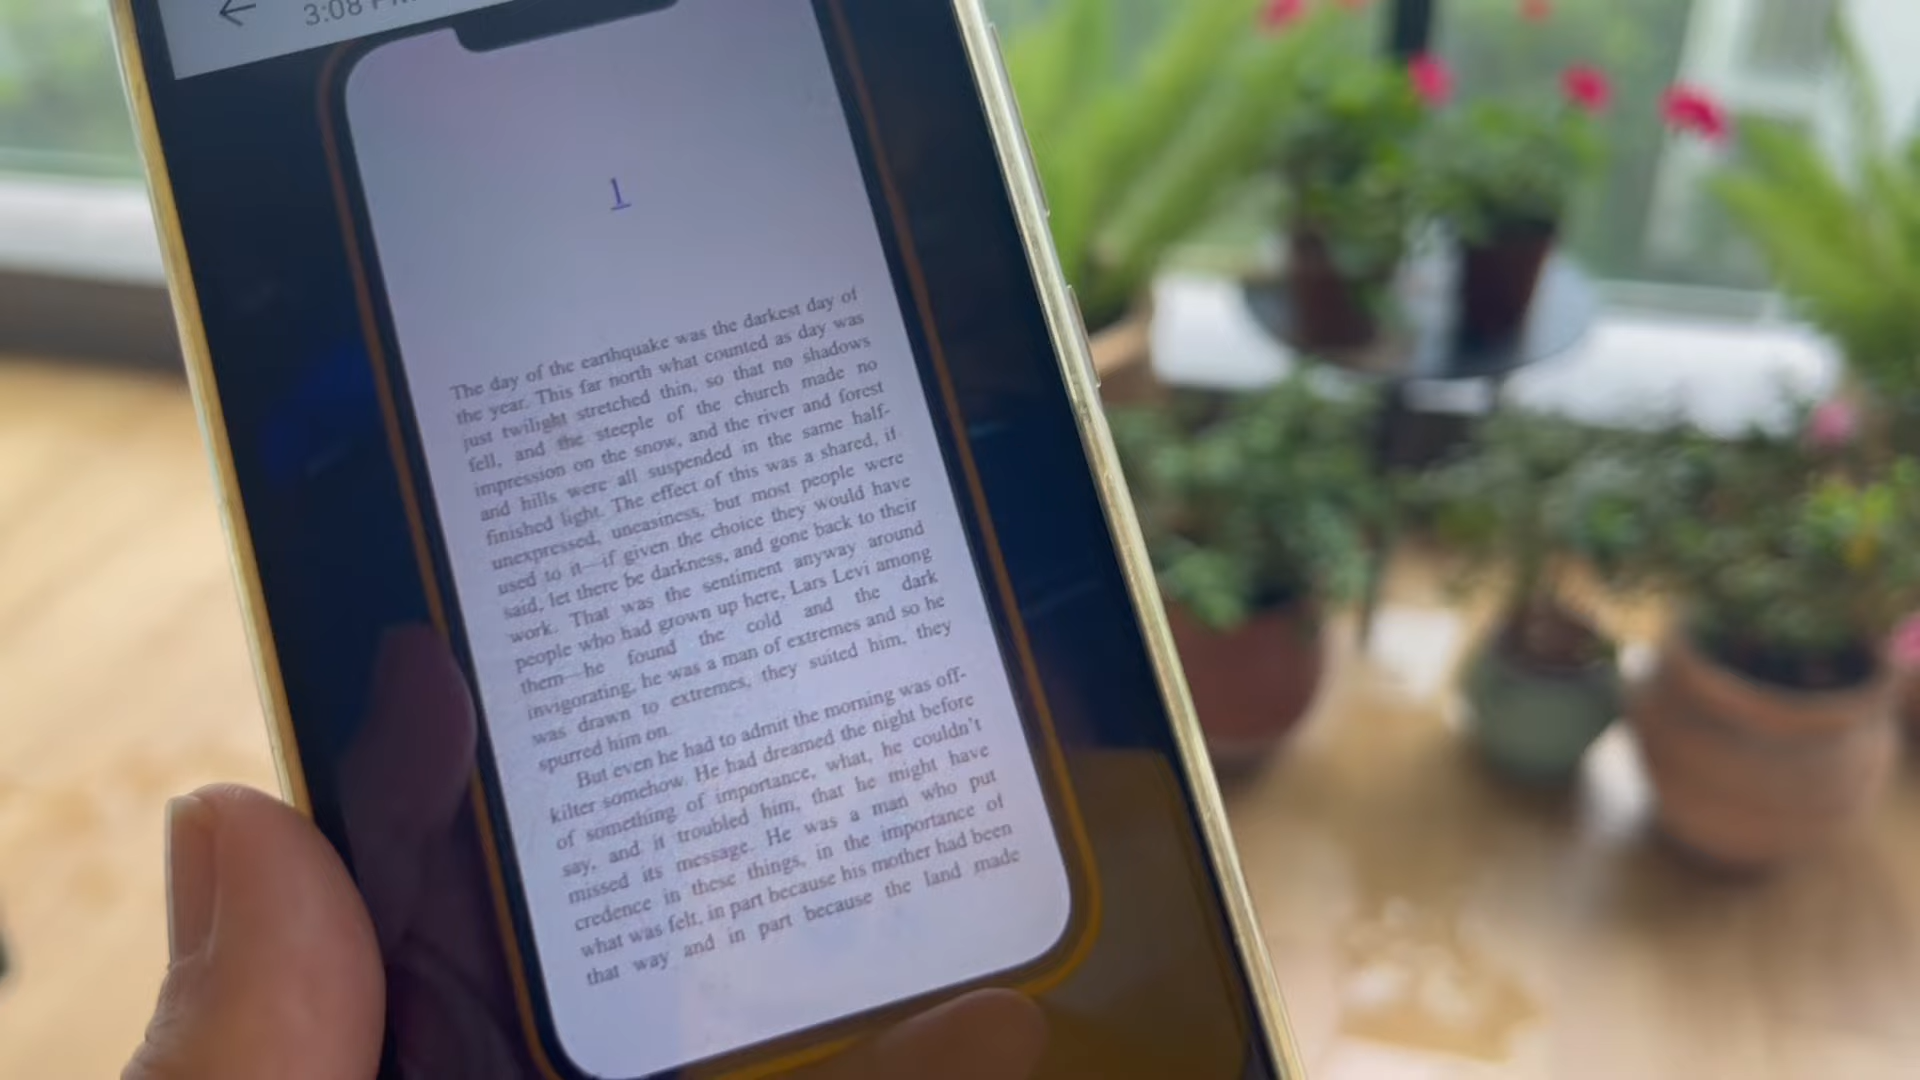 3:08
1
The day of the earthquake was the darkest day of
the year. This far north what counted as day was
just twilight stretched thin, so that no shadows
fell, and the steeple of the church made no
impression on the snow, and the river and forest
and hills were all suspended in the same half-
finished light. The effect of this was a shared, if
unexpressed, uneasiness, but most people were
used to it—if given the choice they would have
said, let there be darkness, and gone back to their
work. That was the sentiment anyway around
people who had grown up here, Lars Levi among
them—he found the cold and the dark
invigorating, he was a man of extremes and so he
was drawn to extremes, they suited him, they
spurred him on.
But even he had to admit the morning was off-
kilter somehow. He had dreamed the night before
of something of importance, what, he couldn't
say, and it troubled him, that he might have
missed its message. He was a man who put
credence in these things, in the importance of
what was felt, in part because his mother had been
that way and in part because the land made